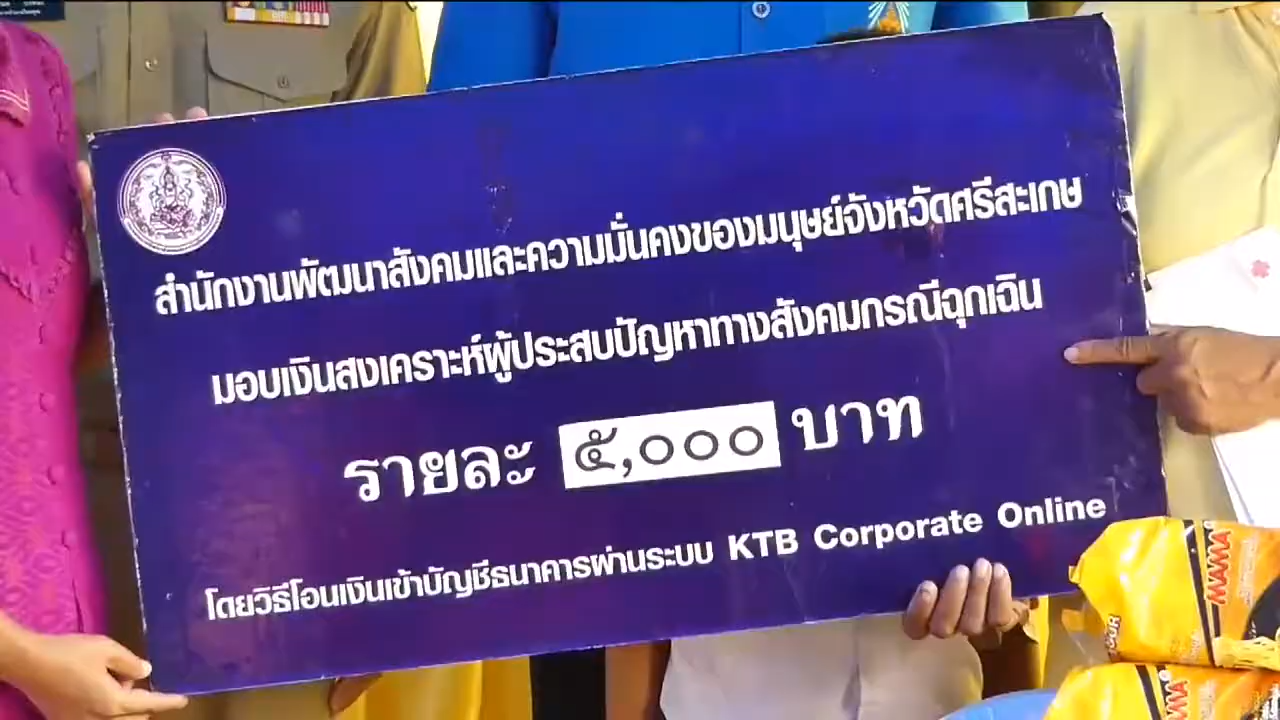 สำนักงานพัฒนาสังคมและความมั่นคงของมนุษย์จังหวัดศรีสะเกษ
มอบเงินสงเคราะห์ผู้ประสบปัญหาทางสังคมกรณีฉุกเฉิน
รายละ ๕,๐๐๐ บาท
โดยวิธีโอนเงินเข้าบัญชีธนาคารผ่านระบบ KTB Corporate Online
MAMA
MAMA